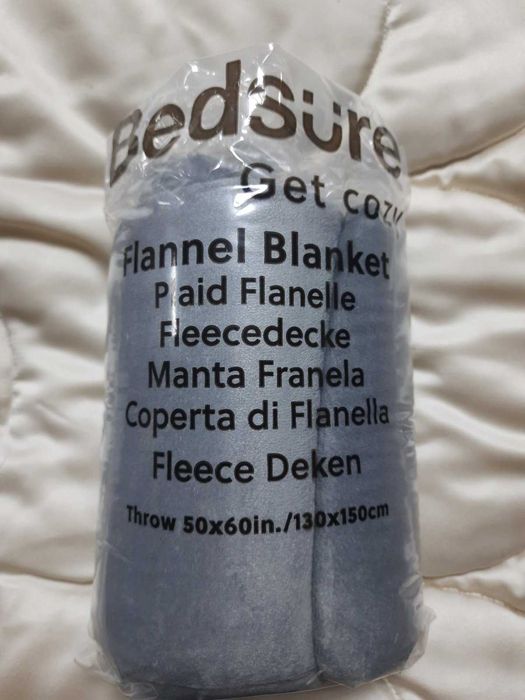 Bedsure
Get cozy
Flannel Blanket
Plaid Flanelle
Fleecedecke
Manta Franela
Coperta di Flanella
Fleece Deken
Throw 50x60in./130x150cm